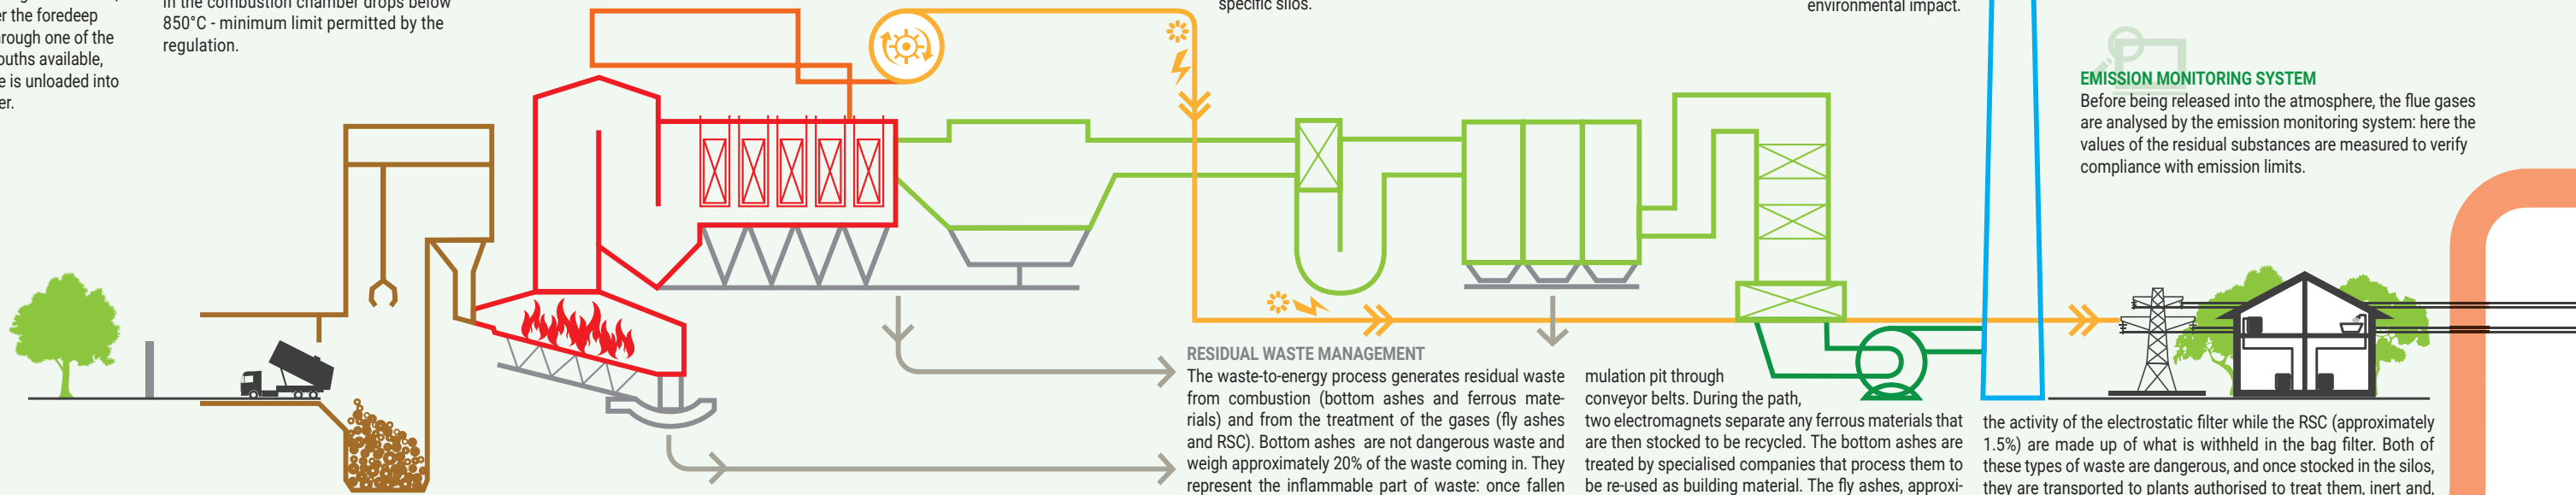 er the foredeep
rough one of the
ouths available,
e is unloaded into
er.
in the combustion chamber drops below
850°C - minimum limit permitted by the
regulation.
specific silos.
environmental impact.
EMISSION MONITORING SYSTEM
Before being released into the atmosphere, the flue gases
are analysed by the emission monitoring system: here the
values of the residual substances are measured to verify
compliance with emission limits.
RESIDUAL WASTE MANAGEMENT
The waste-to-energy process generates residual waste
from combustion (bottom ashes and ferrous mate-
rials) and from the treatment of the gases (fly ashes
and RSC). Bottom ashes are not dangerous waste and
weigh approximately 20% of the waste coming in. They
represent the inflammable part of waste: once fallen
mulation pit through
conveyor belts. During the path,
two electromagnets separate any ferrous materials that
are then stocked to be recycled. The bottom ashes are
treated by specialised companies that process them to
be re-used as building material. The fly ashes, approxi-
the activity of the electrostatic filter while the RSC (approximately
1.5%) are made up of what is withheld in the bag filter. Both of
these types of waste are dangerous, and once stocked in the silos,
they are transported to plants authorised to treat them, inert and,